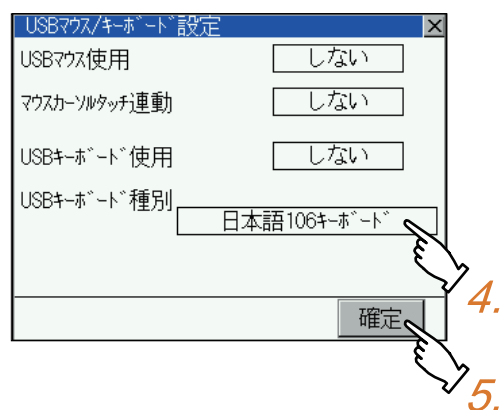 USBﾏｳｽ/ｷｰﾎﾞｰﾄﾞ設定 ×
USBﾏｳｽ使用 しない
ﾏｳｽｶｰｿﾙﾀｯﾁ連動 しない
USBｷｰﾎﾞｰﾄﾞ使用 しない
USBｷｰﾎﾞｰﾄﾞ種別
日本語106ｷｰﾎﾞｰﾄﾞ
4.
確定
5.